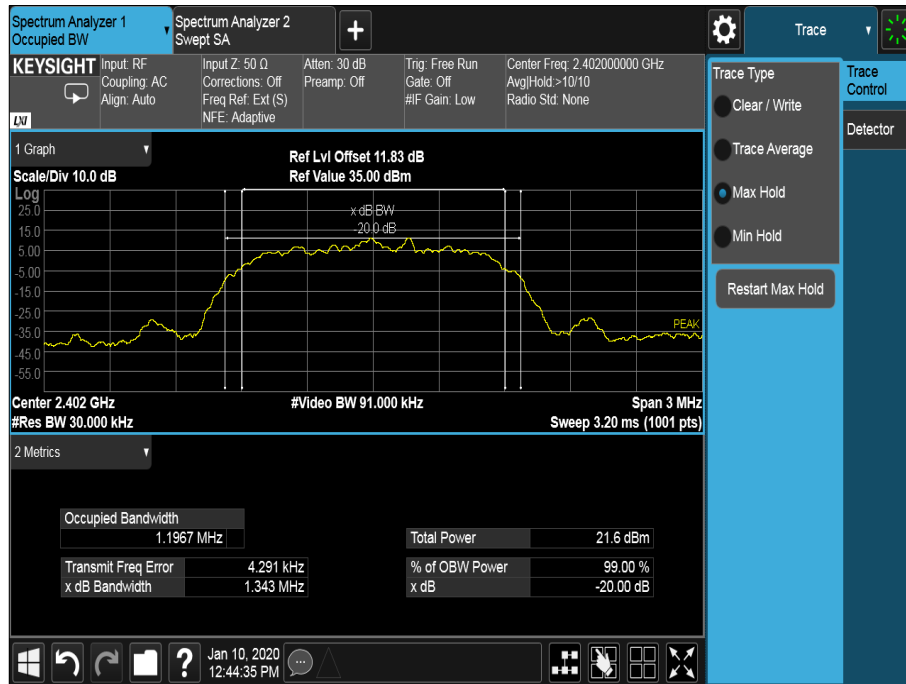 Spectrum Analyzer 1
Occupied BW
Spectrum Analyzer 2
Swept SA
Trace
KEYSIGHT
LXI
Input: RF
Coupling: AC
Align: Auto
Input Z: 50 Ω
Corrections: Off
Freq Ref: Ext (S)
NFE: Adaptive
Atten: 30 dB
Preamp: Off
Trig: Free Run
Gate: Off
#IF Gain: Low
Center Freq: 2.402000000 GHz
Avg|Hold:>10/10
Radio Std: None
Trace Type
Clear / Write
Trace Average
Max Hold
Min Hold
Restart Max Hold
Trace
Control
Detector
1 Graph
Scale/Div 10.0 dB
Ref Lvl Offset 11.83 dB
Ref Value 35.00 dBm
Log
25.0
15.0
5.00
-5.00
-15.0
-25.0
-35.0
-45.0
-55.0
x dB BW
-20.0 dB
PEAK
Center 2.402 GHz
#Video BW 91.000 kHz
Span 3 MHz
#Res BW 30.000 kHz
Sweep 3.20 ms (1001 pts)
2 Metrics
Occupied Bandwidth
1.1967 MHz
Total Power 21.6 dBm
Transmit Freq Error 4.291 kHz
% of OBW Power 99.00 %
x dB Bandwidth 1.343 MHz
x dB -20.00 dB
?
Jan 10, 2020
12:44:35 PM